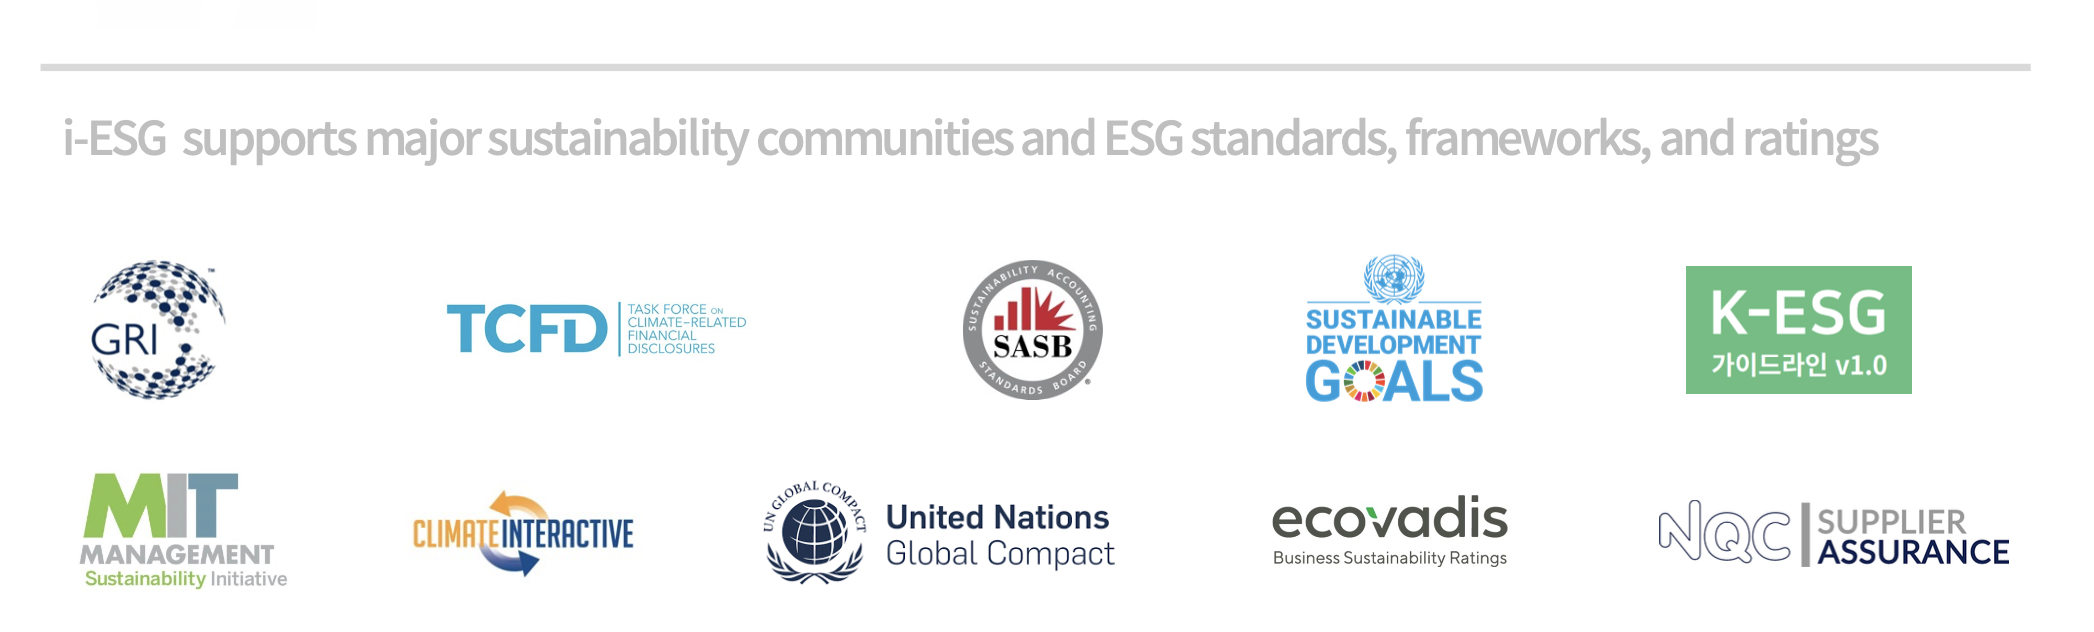 i-ESG supports major sustainability communities and ESG standards, frameworks, and ratings
GRI
™
TCFD
TASK FORCE ON
CLIMATE-RELATED
FINANCIAL
DISCLOSURES
SUSTAINABILITY ACCOUNTING
SASB
STANDARDS BOARD
®
SUSTAINABLE
DEVELOPMENT
GOALS
K-ESG
가이드라인 v1.0
MIT
MANAGEMENT
Sustainability Initiative
CLIMATEINTERACTIVE
UN GLOBAL COMPACT
United Nations
Global Compact
ecovadis
Business Sustainability Ratings
NQC
SUPPLIER
ASSURANCE